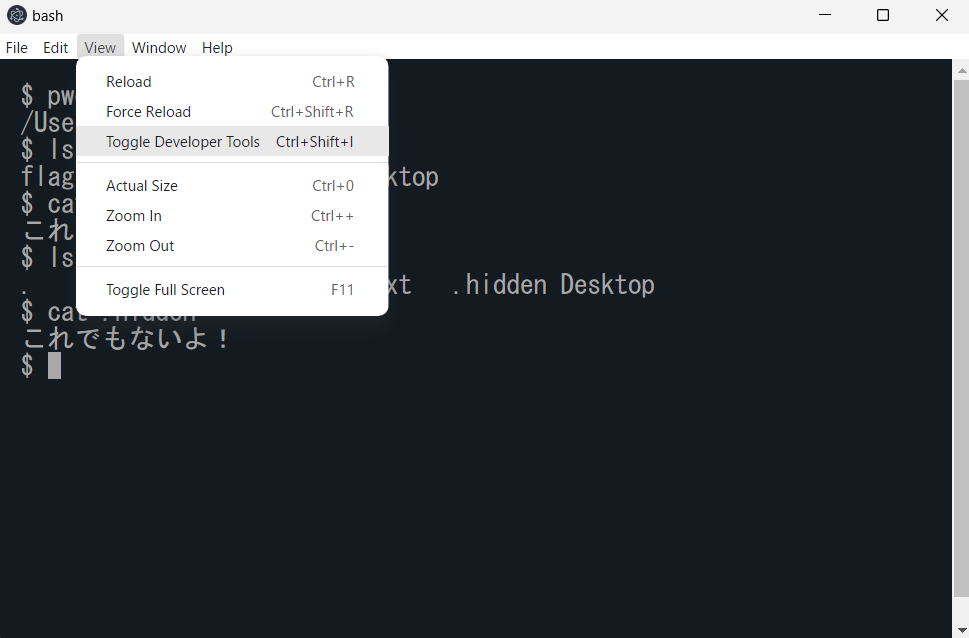 bash
File Edit View Window Help
Reload Ctrl+R
Force Reload Ctrl+Shift+R
Toggle Developer Tools Ctrl+Shift+I
Actual Size Ctrl+0
Zoom In Ctrl++
Zoom Out Ctrl+-
Toggle Full Screen F11
$ pw
/Use
$ ls
flag ktop
$ ca
これ
$ ls
. xt .hidden Desktop
$ cat .hidden
これでもないよ！
$